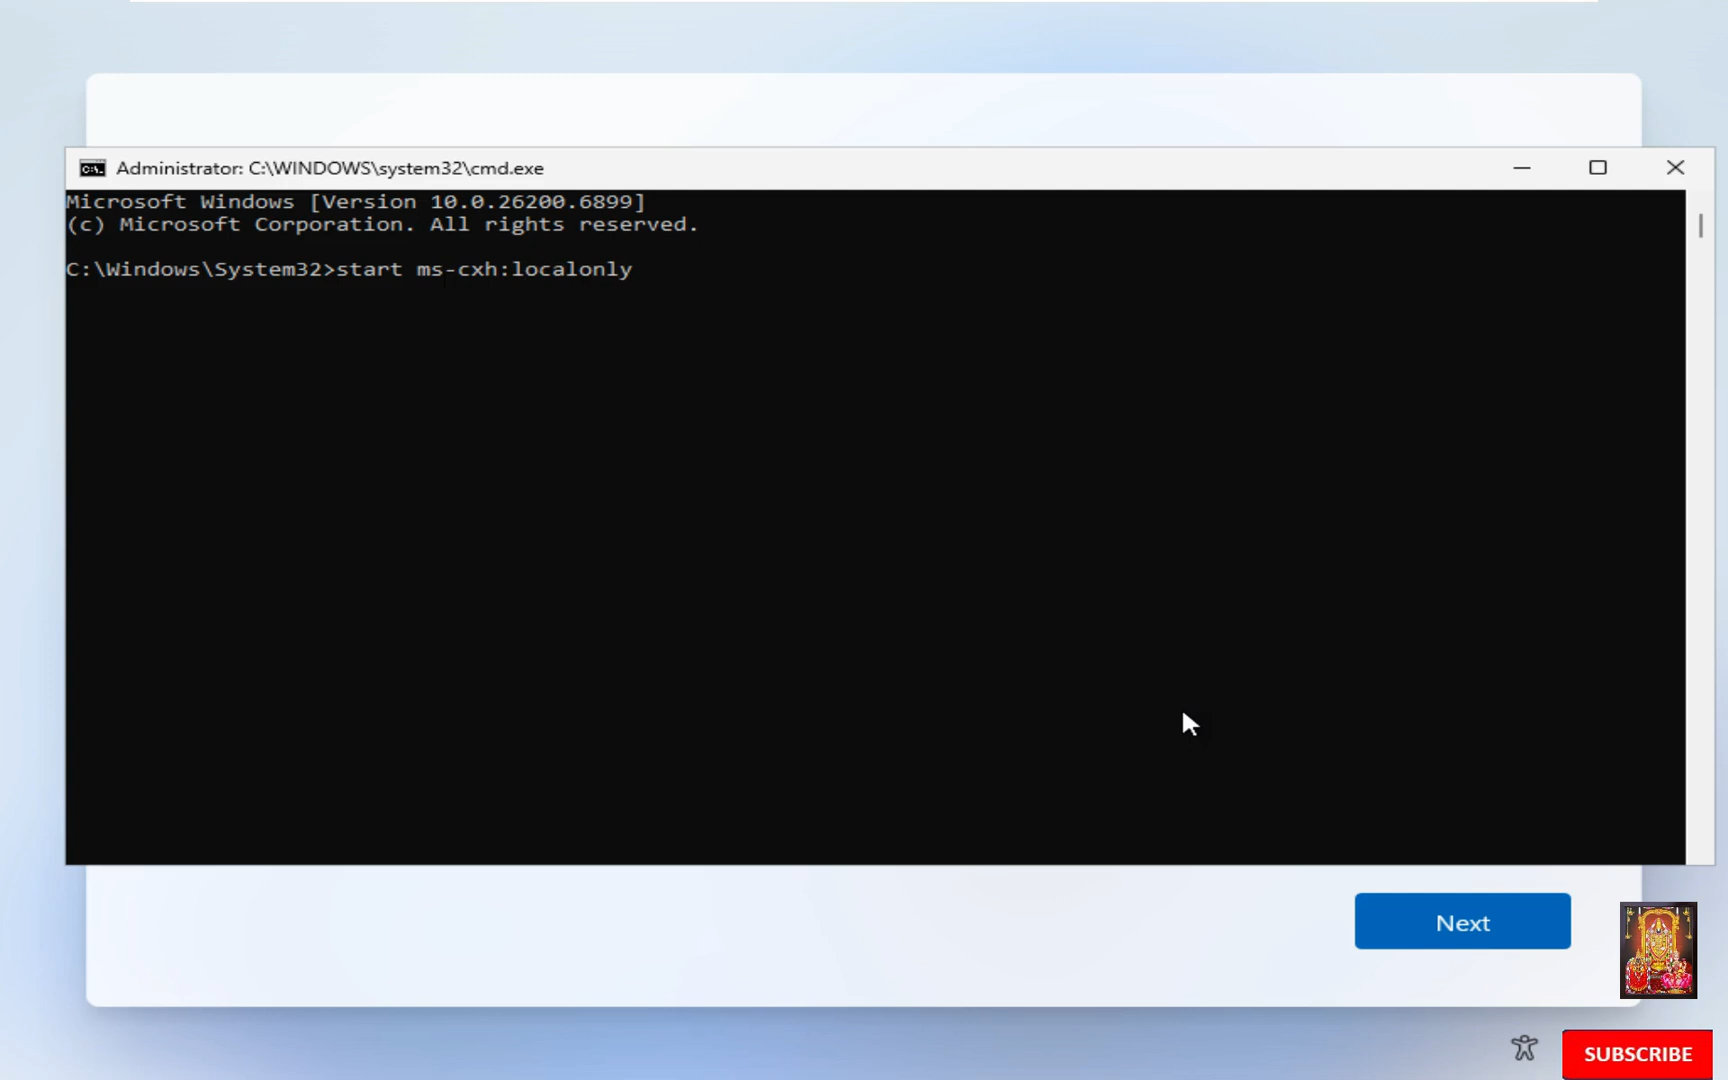 Administrator: C:\WINDOWS\system32\cmd.exe
Microsoft Windows [Version 10.0.26200.6899]
(c) Microsoft Corporation. All rights reserved.
C:\Windows\System32>start ms-cxh:localonly
Next
SUBSCRIBE